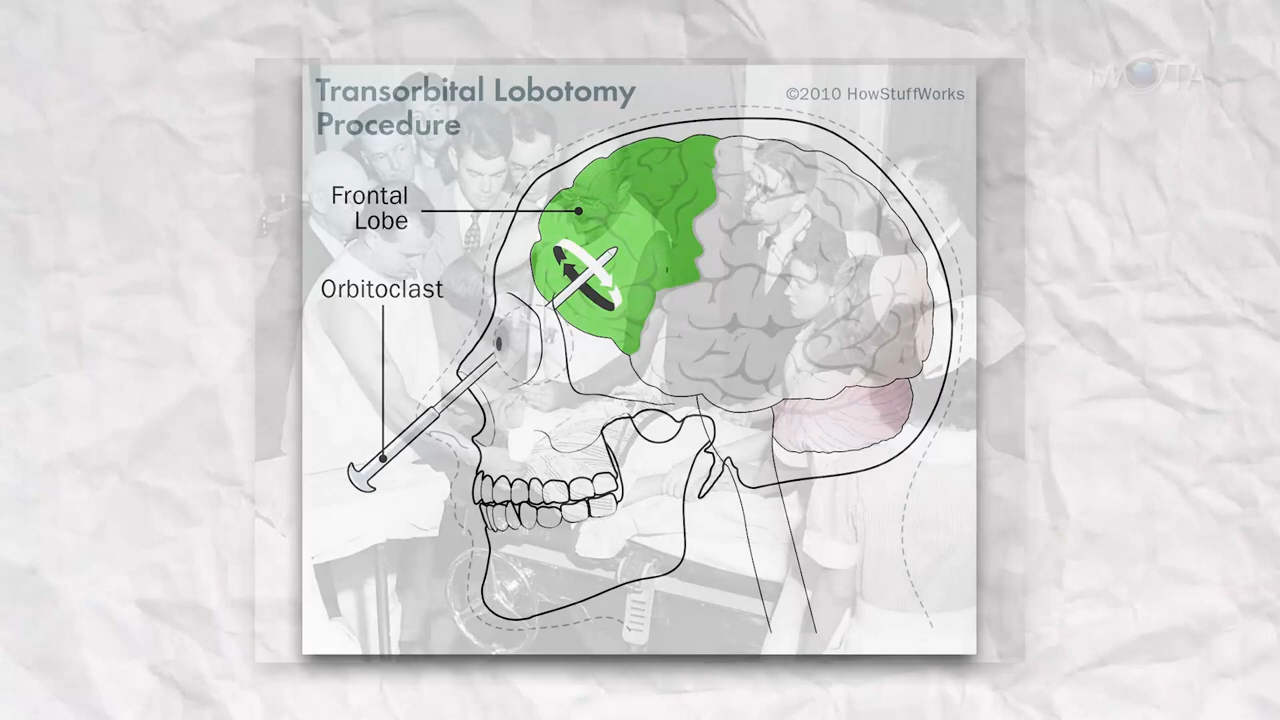 Transorbital Lobotomy
Procedure
©2010 HowStuffWorks
Frontal
Lobe
Orbitoclast